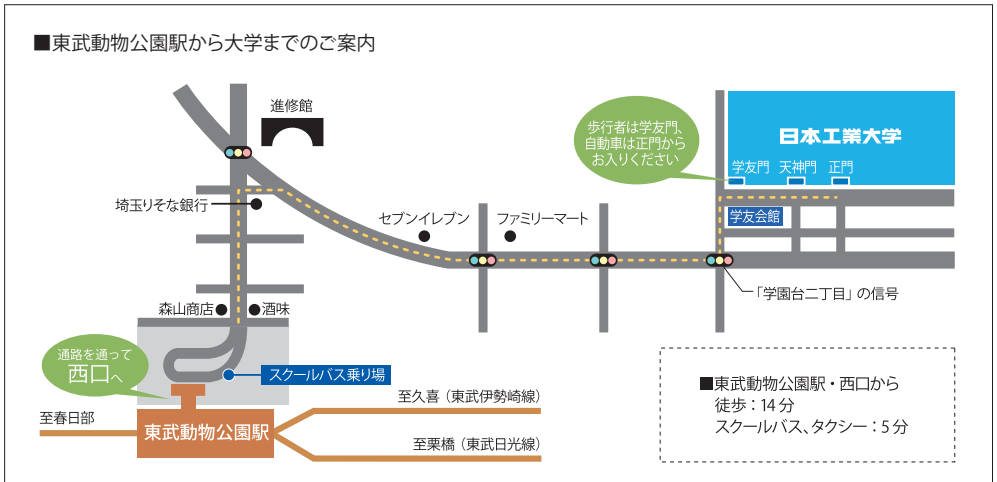 ■東武動物公園駅から大学までのご案内
進修館
歩行者は学友門、
自動車は正門から
お入りください
日本工業大学
学友門
天神門
正門
埼玉りそな銀行
セブンイレブン
ファミリーマート
学友会館
「学園台二丁目」の信号
森山商店
酒味
通路を通って
西口へ
スクールバス乗り場
至春日部
東武動物公園駅
至久喜（東武伊勢崎線）
至栗橋（東武日光線）
■東武動物公園駅・西口から
徒歩：14分
スクールバス、タクシー：5分